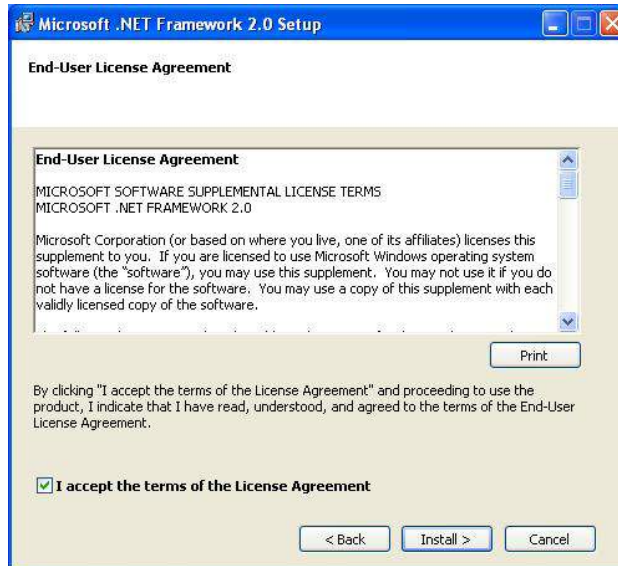 Microsoft .NET Framework 2.0 Setup
End-User License Agreement
End-User License Agreement
MICROSOFT SOFTWARE SUPPLEMENTAL LICENSE TERMS
MICROSOFT .NET FRAMEWORK 2.0
Microsoft Corporation (or based on where you live, one of its affiliates) licenses this
supplement to you.  If you are licensed to use Microsoft Windows operating system
software (the “software”), you may use this supplement.  You may not use it if you do
not have a license for the software.  You may use a copy of this supplement with each
validly licensed copy of the software.
Print
By clicking "I accept the terms of the License Agreement" and proceeding to use the
product, I indicate that I have read, understood, and agreed to the terms of the End-User
License Agreement.
I accept the terms of the License Agreement
< Back
Install >
Cancel